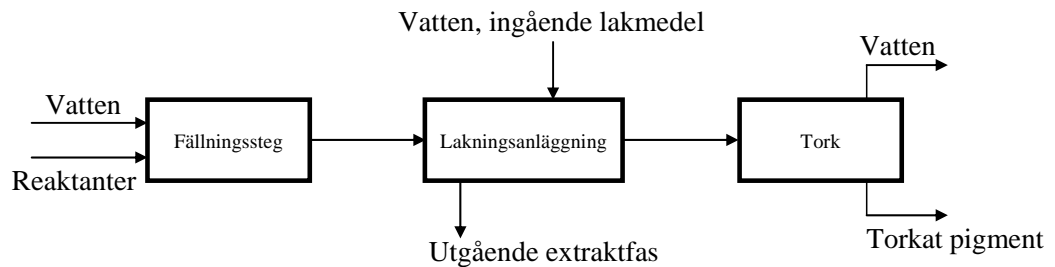 Vatten, ingående lakmedel
Vatten
Vatten
Fällningssteg
Lakningsanläggning
Tork
Reaktanter
Utgående extraktfas
Torkat pigment